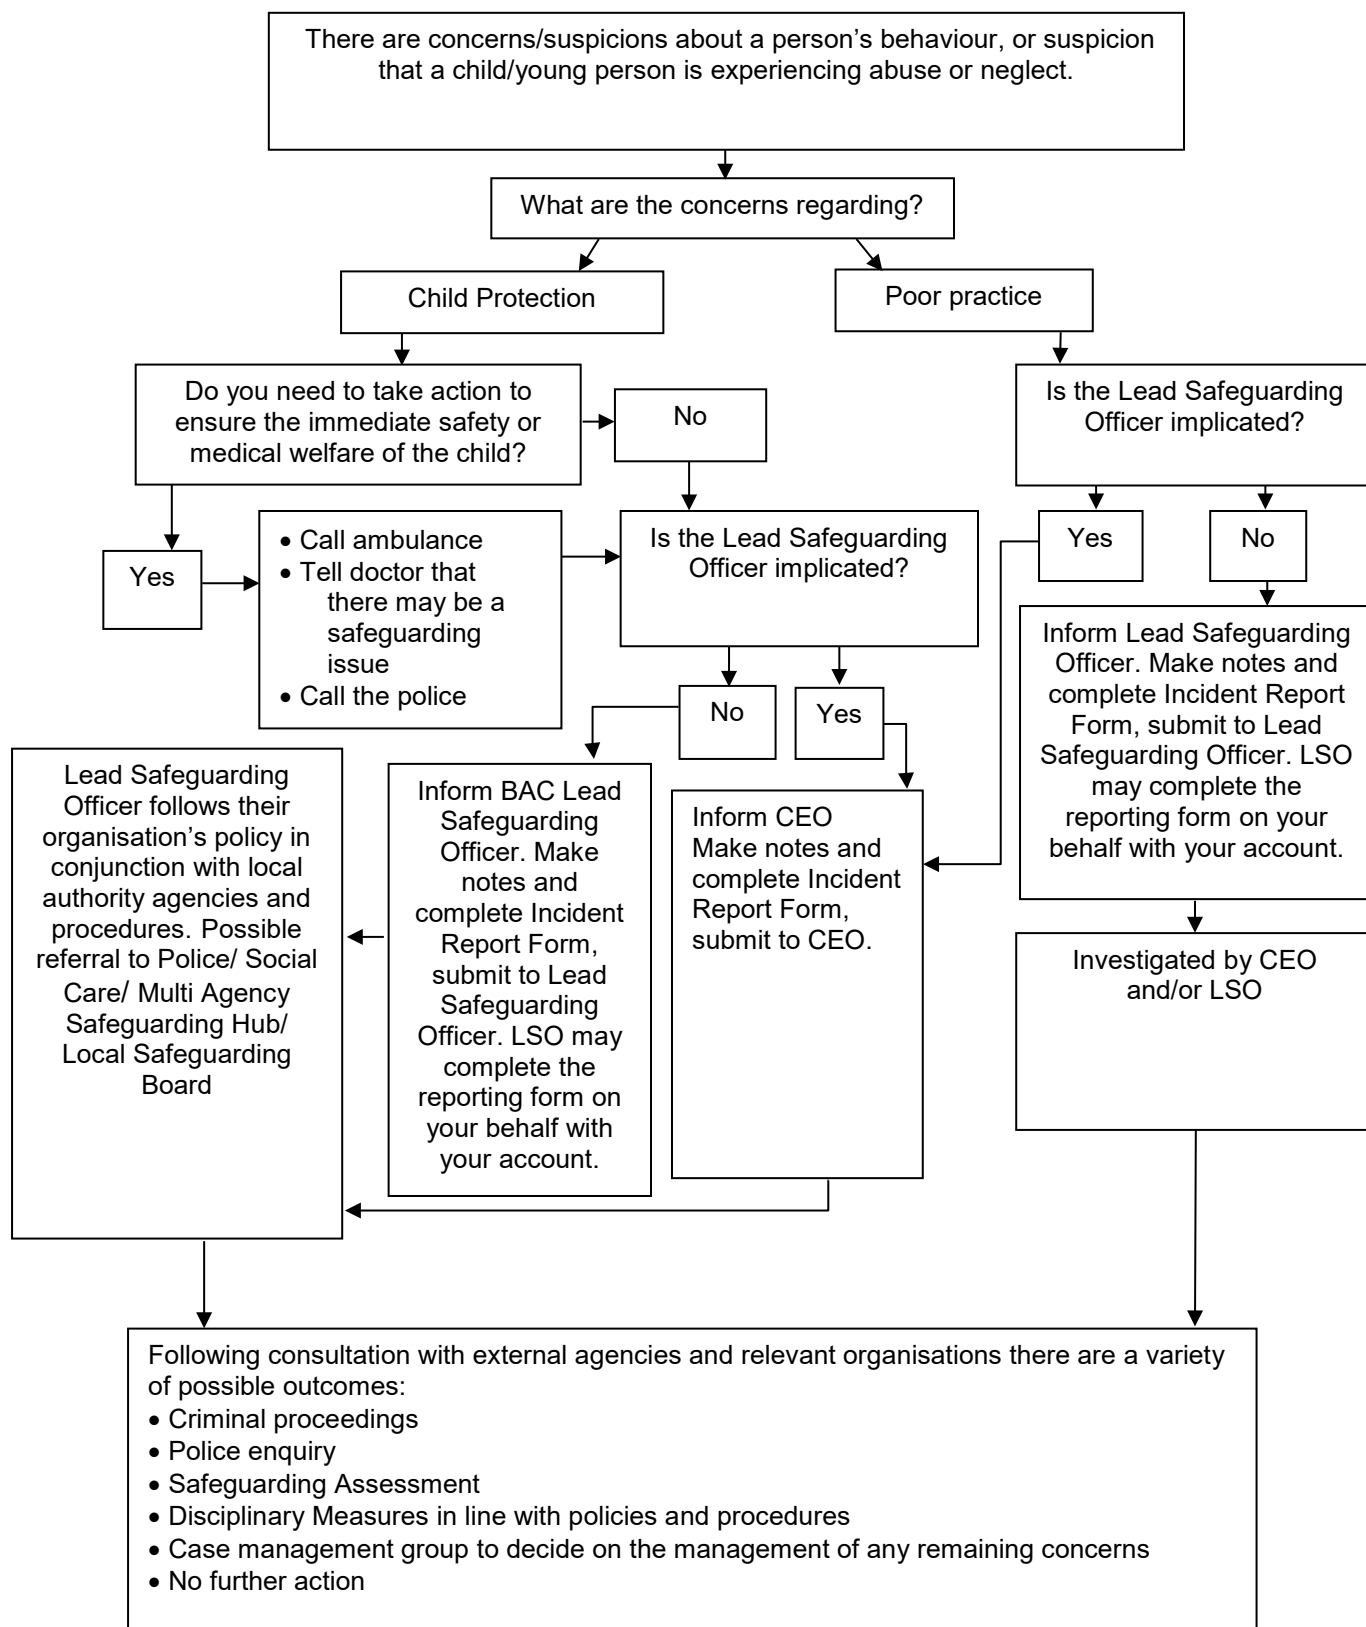 There are concerns/suspicions about a person's behaviour, or suspicion
that a child/young person is experiencing abuse or neglect.
What are the concerns regarding?
Child Protection
Poor practice
Do you need to take action to
ensure the immediate safety or
medical welfare of the child?
No
Is the Lead Safeguarding
Officer implicated?
Yes
• Call ambulance
• Tell doctor that
there may be a
safeguarding
issue
• Call the police
Is the Lead Safeguarding
Officer implicated?
Yes
No
No
Yes
Inform Lead Safeguarding
Officer. Make notes and
complete Incident Report
Form, submit to Lead
Safeguarding Officer. LSO
may complete the
reporting form on your
behalf with your account.
Lead Safeguarding
Officer follows their
organisation's policy in
conjunction with local
authority agencies and
procedures. Possible
referral to Police/ Social
Care/ Multi Agency
Safeguarding Hub/
Local Safeguarding
Board
Inform BAC Lead
Safeguarding
Officer. Make
notes and
complete Incident
Report Form,
submit to Lead
Safeguarding
Officer. LSO may
complete the
reporting form on
your behalf with
your account.
Inform CEO
Make notes and
complete Incident
Report Form,
submit to CEO.
Investigated by CEO
and/or LSO
Following consultation with external agencies and relevant organisations there are a variety
of possible outcomes:
• Criminal proceedings
• Police enquiry
• Safeguarding Assessment
• Disciplinary Measures in line with policies and procedures
• Case management group to decide on the management of any remaining concerns
• No further action